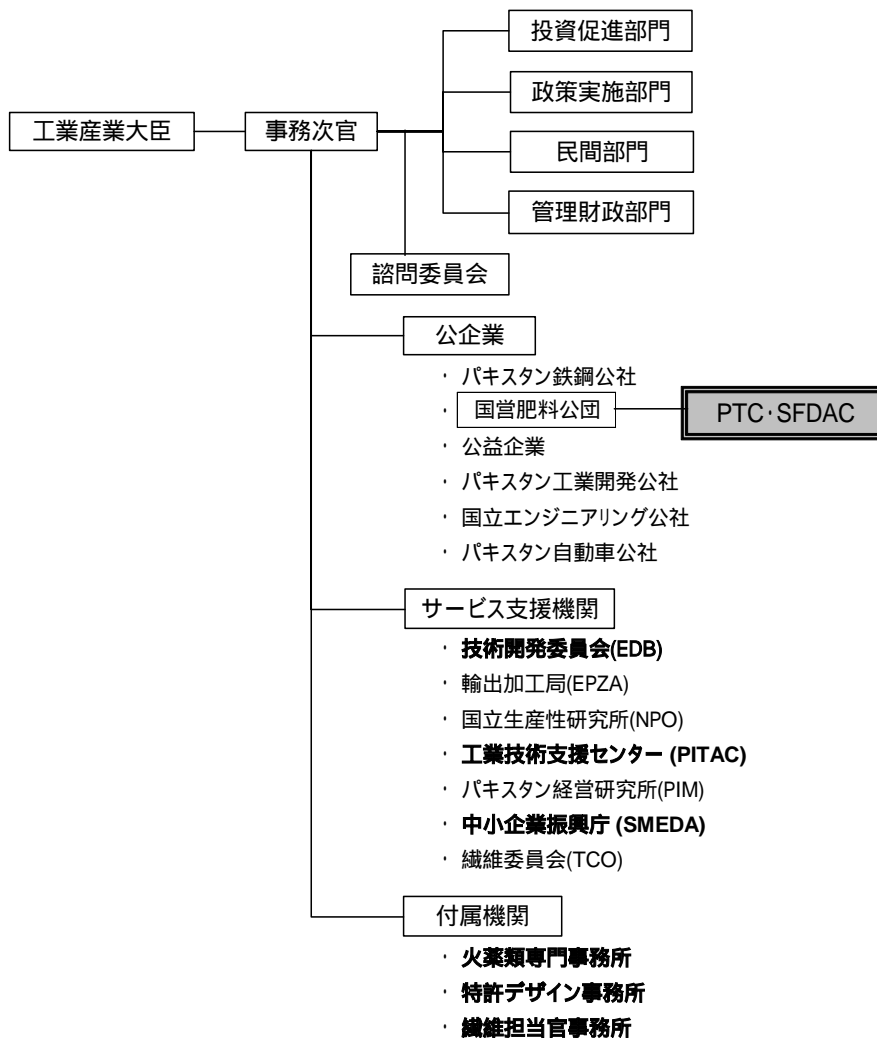 投資促進部門
政策実施部門
工業産業大臣
事務次官
民間部門
管理財政部門
諮問委員会
公企業
・ パキスタン鉄鋼公社
・ 国営肥料公団
PTC・SFDAC
・ 公益企業
・ パキスタン工業開発公社
・ 国立エンジニアリング公社
・ パキスタン自動車公社
サービス支援機関
・ 技術開発委員会(EDB)
・ 輸出加工局(EPZA)
・ 国立生産性研究所(NPO)
・ 工業技術支援センター (PITAC)
・ パキスタン経営研究所(PIM)
・ 中小企業振興庁 (SMEDA)
・ 繊維委員会(TCO)
付属機関
・ 火薬類専門事務所
・ 特許デザイン事務所
・ 繊維担当官事務所